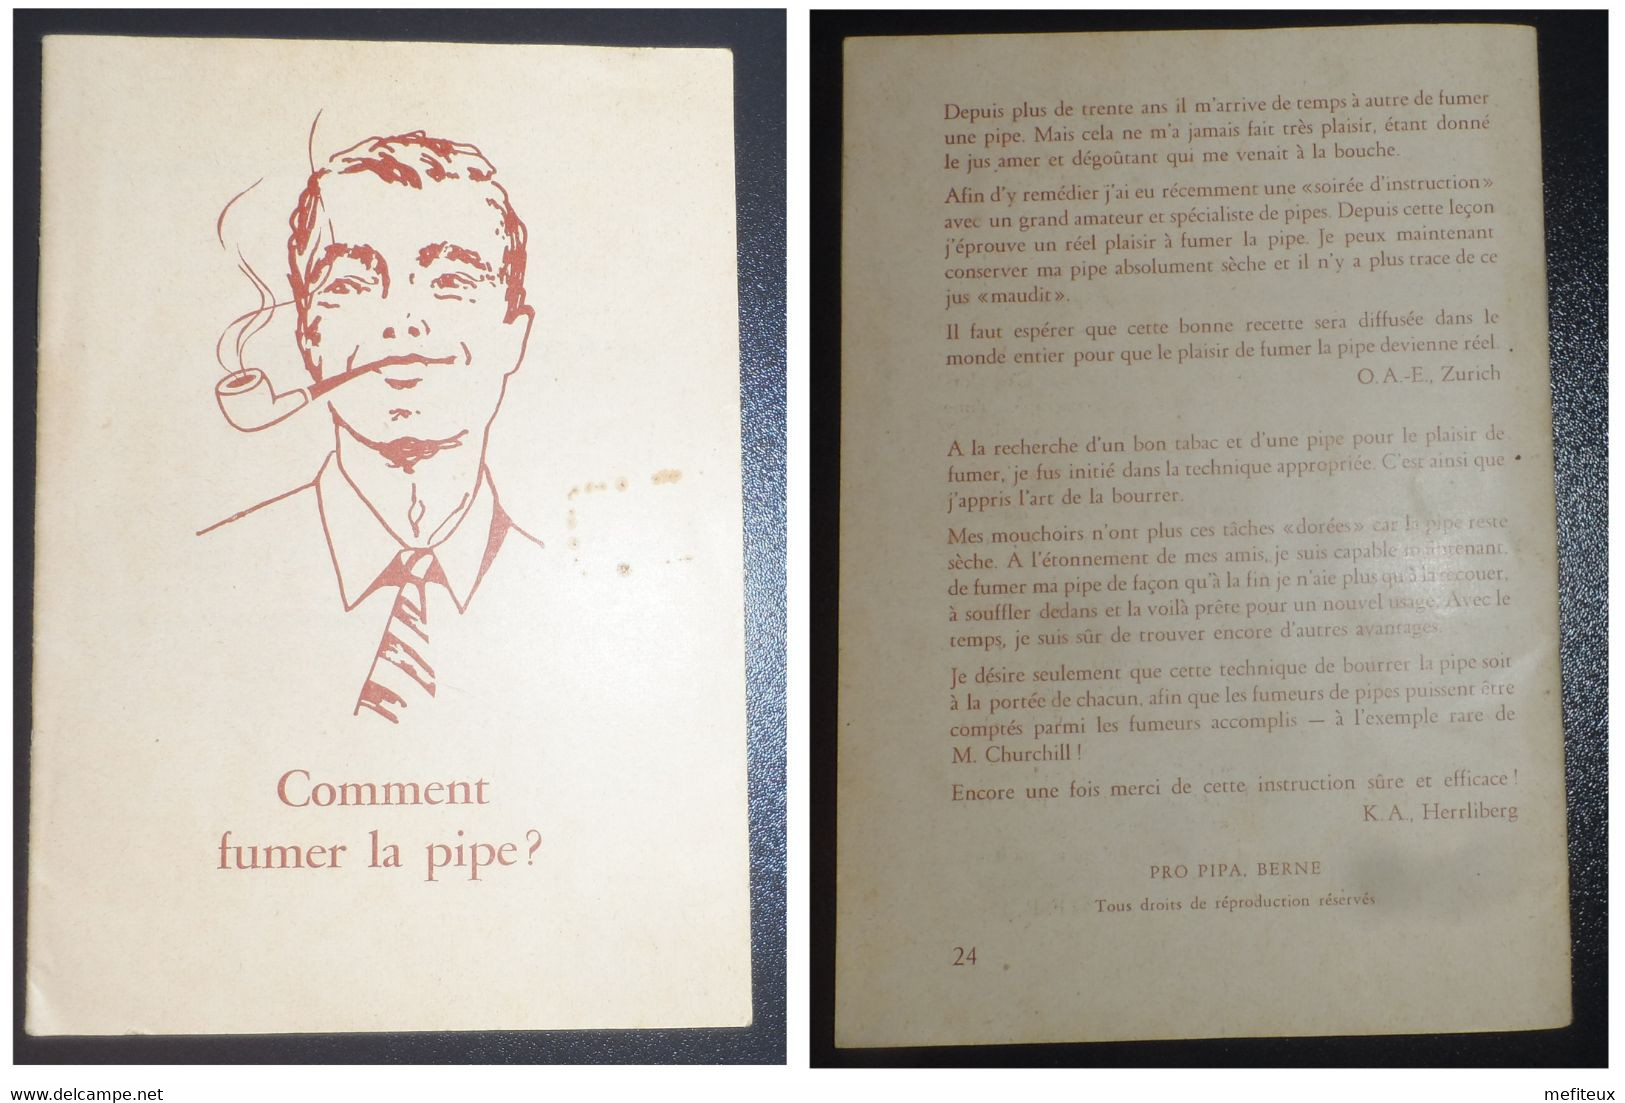 Comment
fumer la pipe?
Depuis plus de trente ans il m'arrive de temps à autre de fumer
une pipe. Mais cela ne m'a jamais fait très plaisir, étant donné
le jus amer et dégoûtant qui me venait à la bouche.
Afin d'y remédier j'ai eu récemment une «soirée d'instruction»
avec un grand amateur et spécialiste de pipes. Depuis cette leçon
j'éprouve un réel plaisir à fumer la pipe. Je peux maintenant
conserver ma pipe absolument sèche et il n'y a plus trace de ce
jus «maudit».
Il faut espérer que cette bonne recette sera diffusée dans le
monde entier pour que le plaisir de fumer la pipe devienne réel.
O. A.-E., Zurich
A la recherche d'un bon tabac et d'une pipe pour le plaisir de
fumer, je fus initié dans la technique appropriée. C'est ainsi que
j'appris l'art de la bourrer.
Mes mouchoirs n'ont plus ces tâches «dorées» car la pipe reste
sèche. A l'étonnement de mes amis, je suis capable maintenant,
de fumer ma pipe de façon qu'à la fin je n'aie plus qu'à la secouer,
à souffler dedans et la voilà prête pour un nouvel usage. Avec le
temps, je suis sûr de trouver encore d'autres avantages.
Je désire seulement que cette technique de bourrer la pipe soit
à la portée de chacun, afin que les fumeurs de pipes puissent être
comptés parmi les fumeurs accomplis — à l'exemple rare de
M. Churchill!
Encore une fois merci de cette instruction sûre et efficace!
K. A., Herrliberg
PRO PIPA, BERNE
Tous droits de réproduction réservés
24
www.delcampe.net
mefiteux